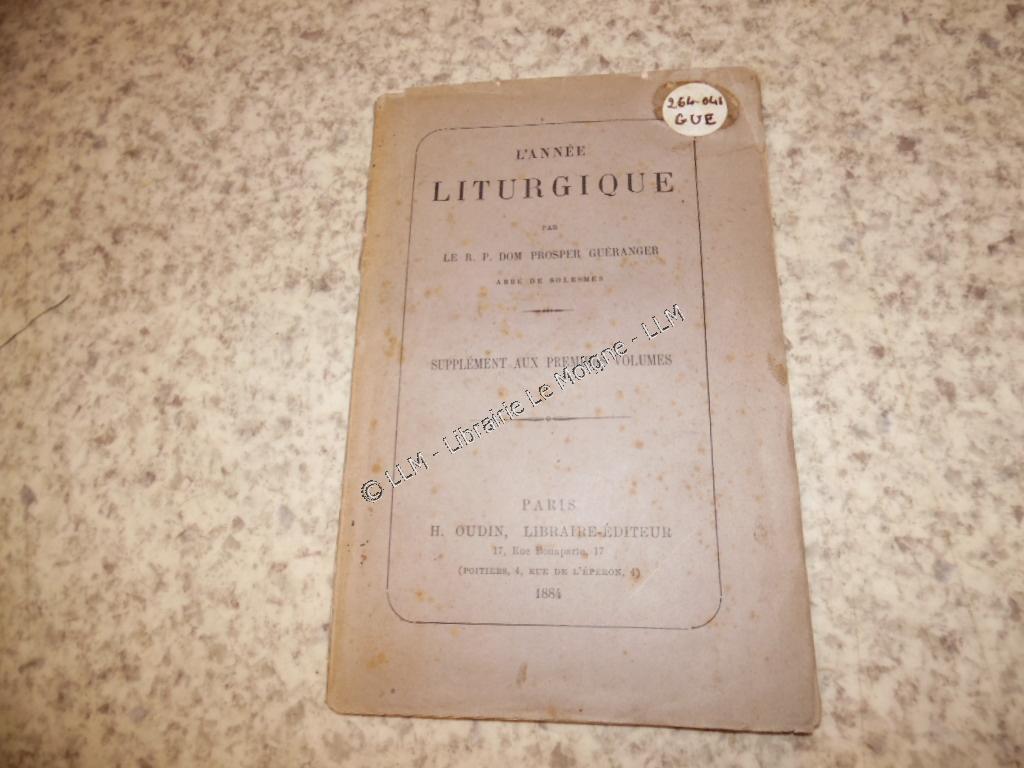 264-041
GUE
L'ANNÉE
LITURGIQUE
PAR
LE R. P. DOM PROSPER GUÉRANGER
ABBÉ DE SOLESMES
SUPPLÉMENT AUX PREMIERS VOLUMES
© LLM - Librairie Le Moigne - LLM
PARIS
H. OUDIN, LIBRAIRE-ÉDITEUR
17, Rue Bonaparte, 17
(POITIERS, 4, RUE DE L'ÉPERON, 4)
1884